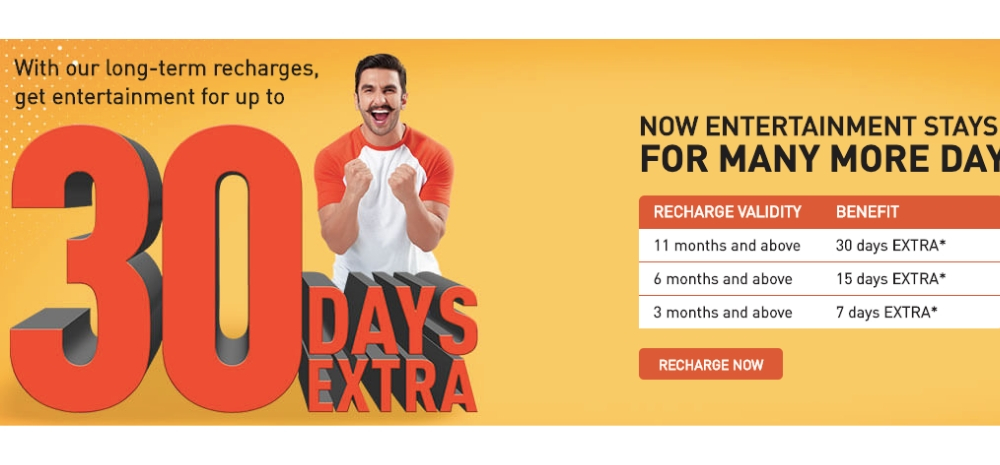 With our long-term recharges,
get entertainment for up to
30
DAYS
EXTRA
NOW ENTERTAINMENT STAYS
FOR MANY MORE
RECHARGE VALIDITY BENEFIT
11 months and above 30 days EXTRA*
6 months and above 15 days EXTRA*
3 months and above 7 days EXTRA*
RECHARGE NOW